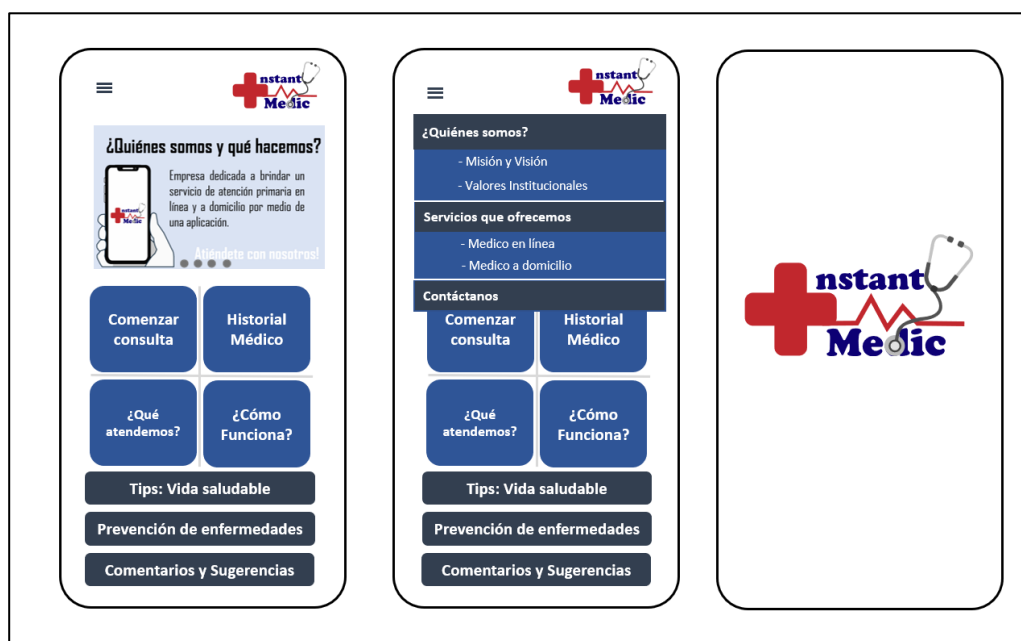 nstant
Medic
¿Quiénes somos y qué hacemos?
Empresa dedicada a brindar un
servicio de atención primaria en
línea y a domicilio por medio de
una aplicación.
nstant
Medic
Atiéndete con nosotros!
Comenzar
consulta
Historial
Médico
¿Qué
atendemos?
¿Cómo
Funciona?
Tips: Vida saludable
Prevención de enfermedades
Comentarios y Sugerencias
nstant
Medic
¿Quiénes somos?
- Misión y Visión
- Valores Institucionales
Servicios que ofrecemos
- Medico en línea
- Medico a domicilio
Contáctanos
Comenzar
consulta
Historial
Médico
¿Qué
atendemos?
¿Cómo
Funciona?
Tips: Vida saludable
Prevención de enfermedades
Comentarios y Sugerencias
nstant
Medic